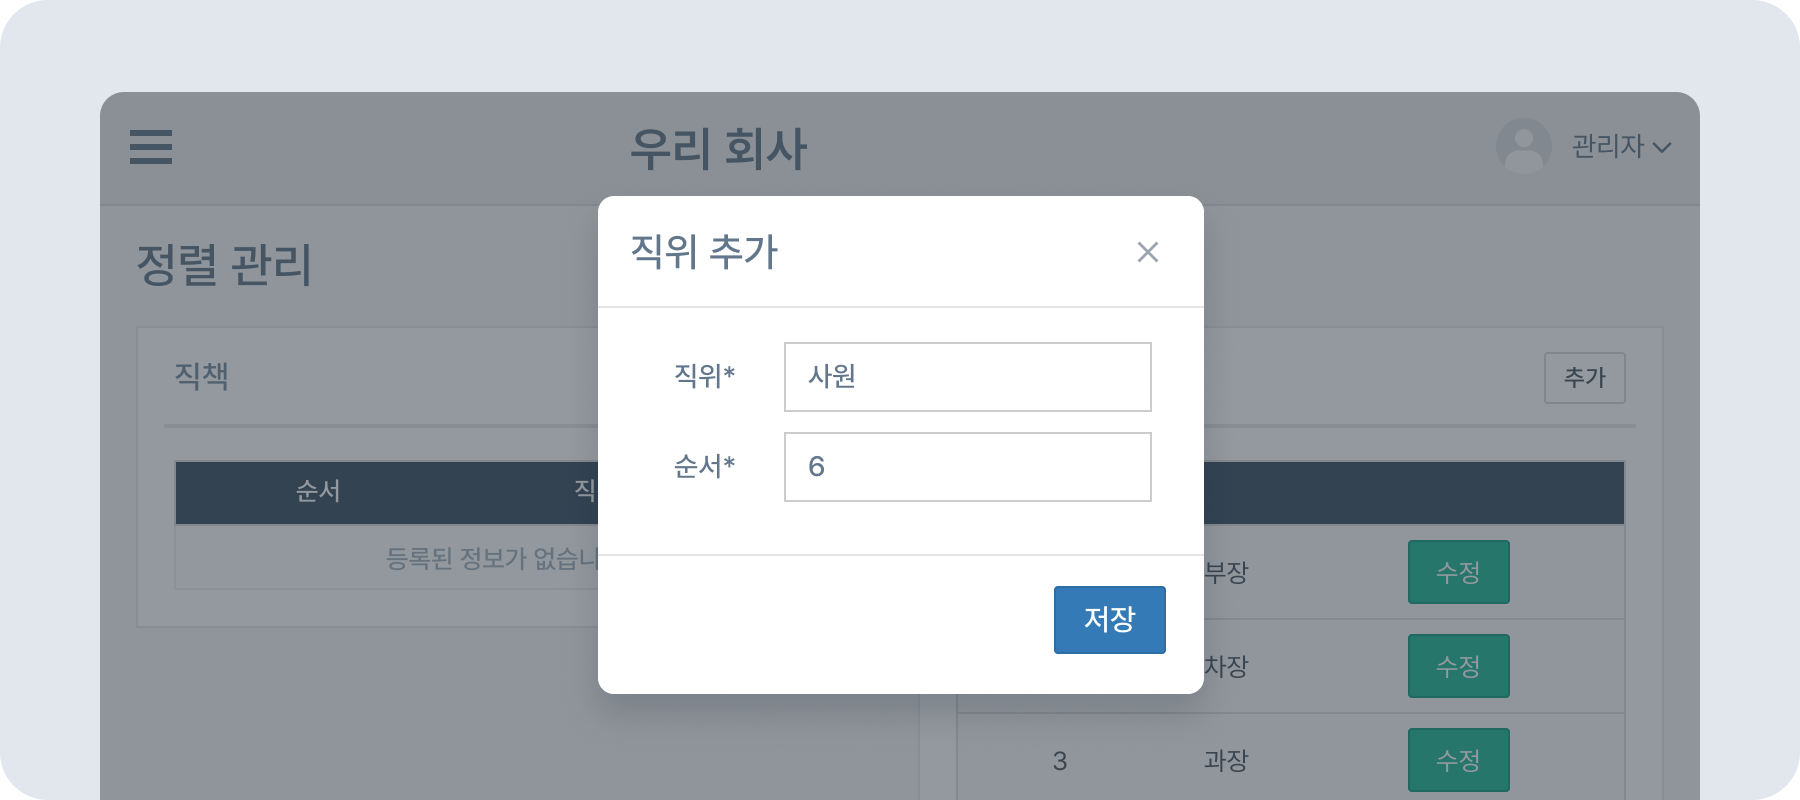 우리 회사
관리자
정렬 관리
직위 추가
직책
직위* 사원
추가
순서* 6
순서
등록된 정보가 없습니
부장 수정
저장
차장 수정
3 과장 수정